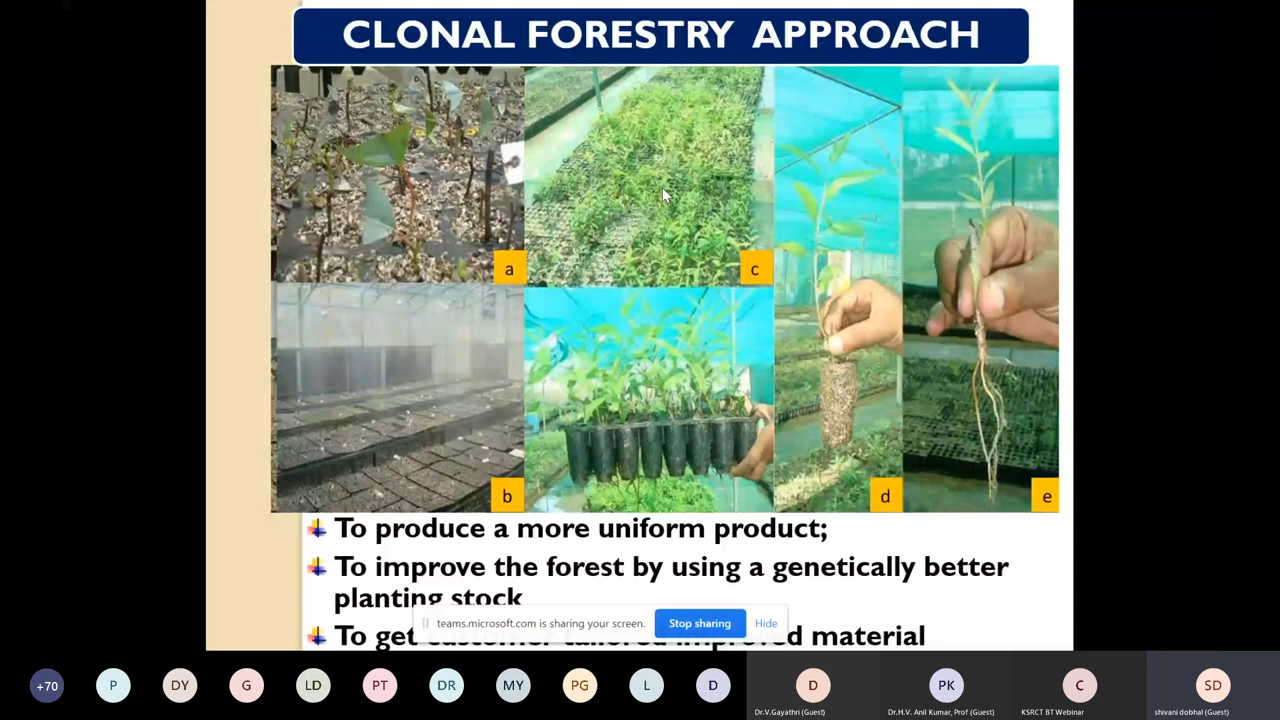 CLONAL FORESTRY APPROACH
a
c
b
d
e
To produce a more uniform product;
To improve the forest by using a genetically better
planting stock
teams.microsoft.com is sharing your screen. Stop sharing Hide
To get customer tailored improved material
+70 P DY G LD PT DR MY PG L D D PK C SD
Dr.V.Gayathri (Guest) Dr.H.V. Anil Kumar, Prof (Guest) KSRCT BT Webinar shivani dobhal (Guest)